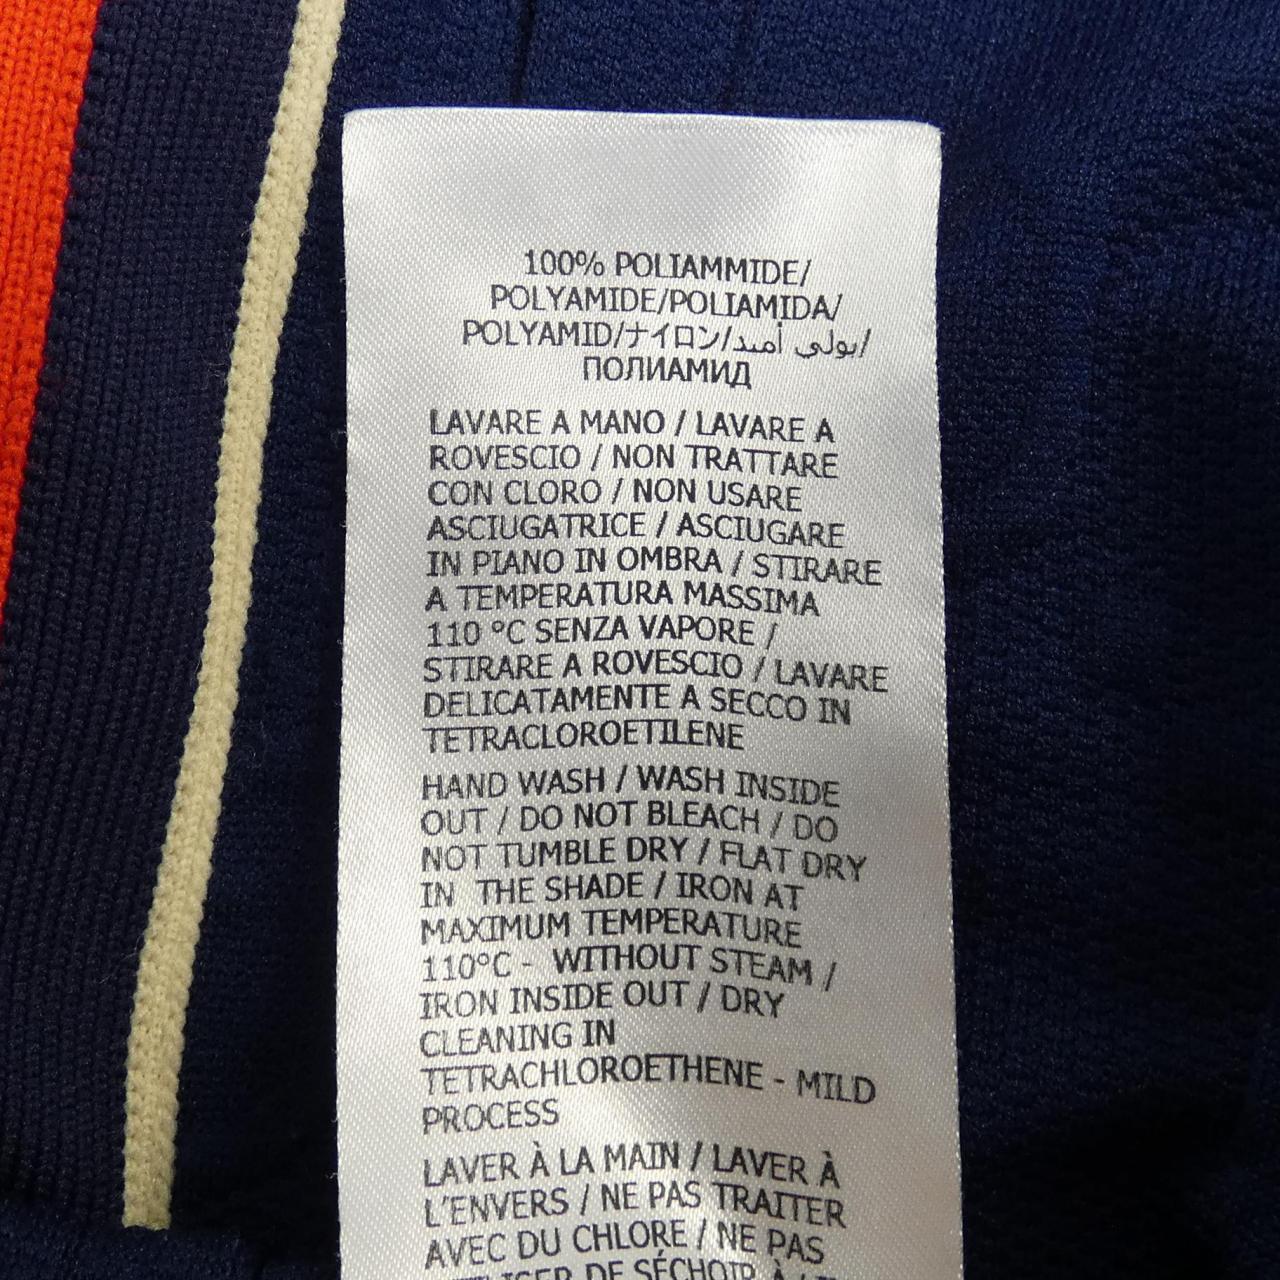 100% POLIAMMIDE/
POLYAMIDE/POLIAMIDA/
POLYAMID/ナイロン/بولي أميد/
ПОЛИАМИД
LAVARE A MANO / LAVARE A
ROVESCIO / NON TRATTARE
CON CLORO / NON USARE
ASCIUGATRICE / ASCIUGARE
IN PIANO IN OMBRA / STIRARE
A TEMPERATURA MASSIMA
110 °C SENZA VAPORE /
STIRARE A ROVESCIO / LAVARE
DELICATAMENTE A SECCO IN
TETRACLOROETILENE
HAND WASH / WASH INSIDE
OUT / DO NOT BLEACH / DO
NOT TUMBLE DRY / FLAT DRY
IN THE SHADE / IRON AT
MAXIMUM TEMPERATURE
110°C - WITHOUT STEAM /
IRON INSIDE OUT / DRY
CLEANING IN
TETRACHLOROETHENE - MILD
PROCESS
LAVER À LA MAIN / LAVER À
L'ENVERS / NE PAS TRAITER
AVEC DU CHLORE / NE PAS
DE SÉCHOIR À